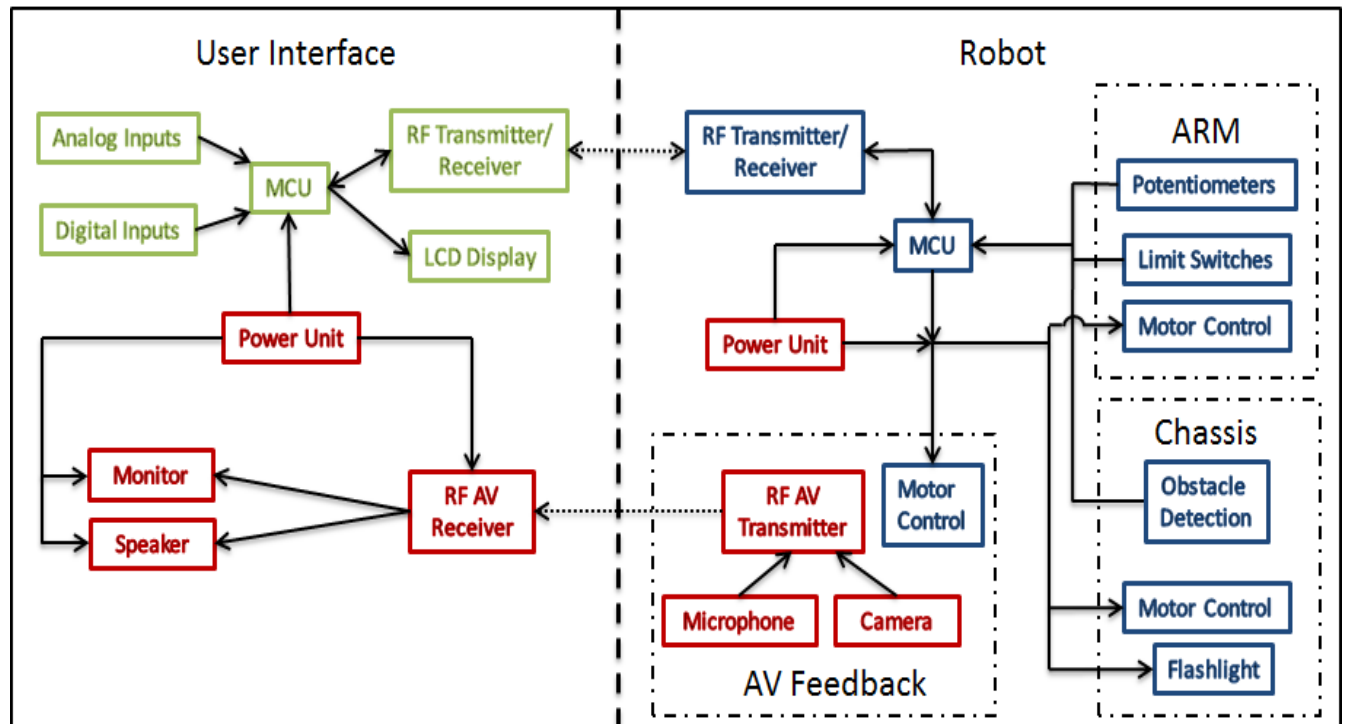 User Interface
Analog Inputs
Digital Inputs
MCU
RF Transmitter/
Receiver
LCD Display
Power Unit
Monitor
Speaker
RF AV
Receiver
Robot
RF Transmitter/
Receiver
MCU
Power Unit
ARM
Potentiometers
Limit Switches
Motor Control
Chassis
Obstacle
Detection
Motor Control
Flashlight
RF AV
Transmitter
Motor
Control
Microphone
Camera
AV Feedback